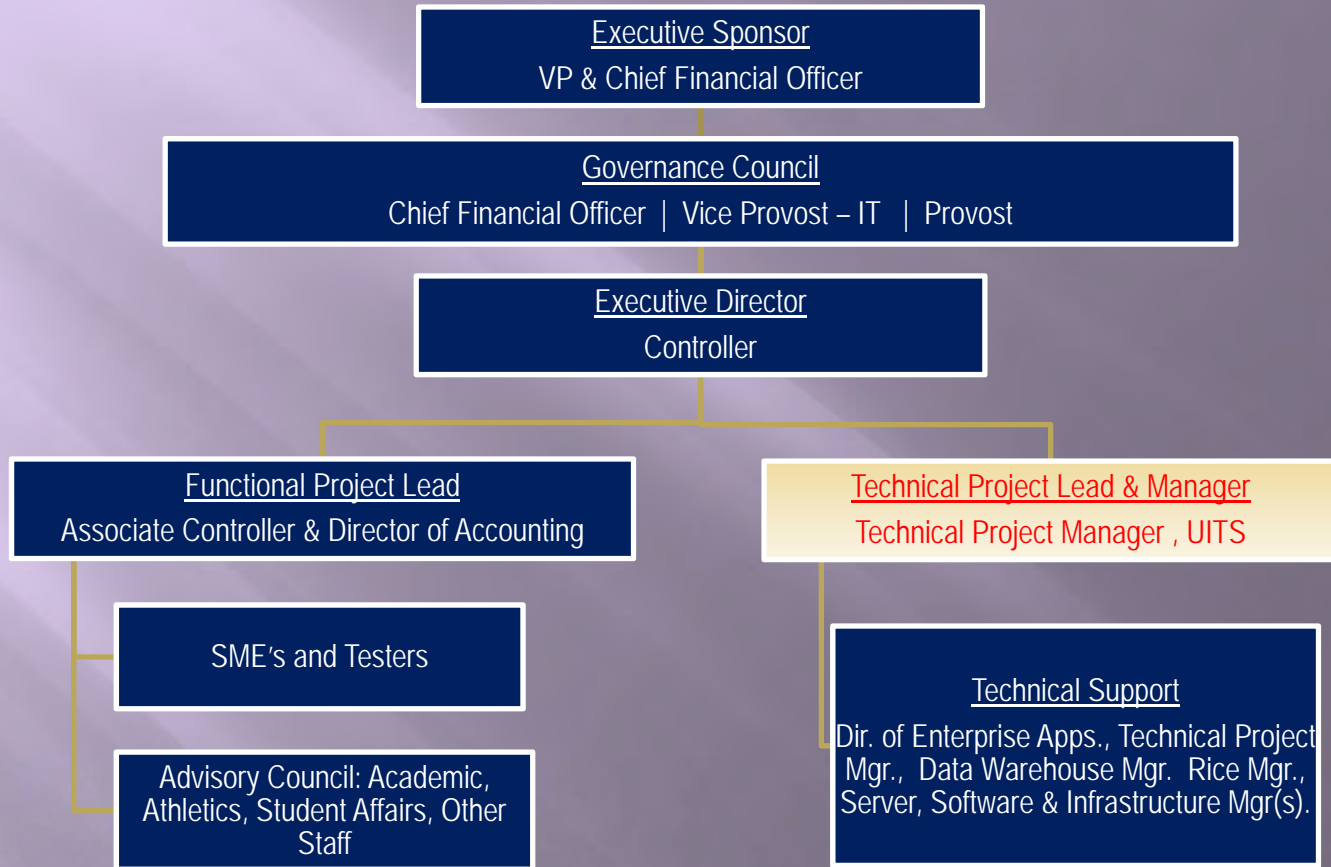 Executive Sponsor
VP & Chief Financial Officer
Governance Council
Chief Financial Officer | Vice Provost – IT | Provost
Executive Director
Controller
Functional Project Lead
Associate Controller & Director of Accounting
Technical Project Lead & Manager
Technical Project Manager , UITS
SME’s and Testers
Advisory Council: Academic,
Athletics, Student Affairs, Other
Staff
Technical Support
Dir. of Enterprise Apps., Technical Project
Mgr., Data Warehouse Mgr. Rice Mgr.,
Server, Software & Infrastructure Mgr(s).